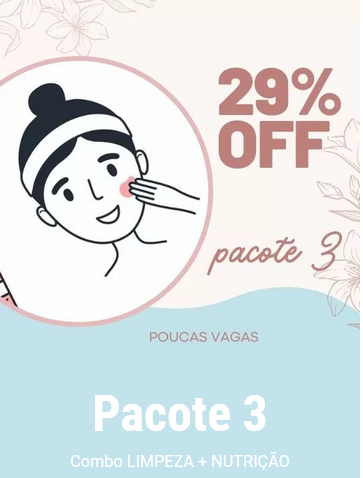 29%
OFF
pacote 3
POUCAS VAGAS
Pacote 3
Combo LIMPEZA + NUTRIÇÃO